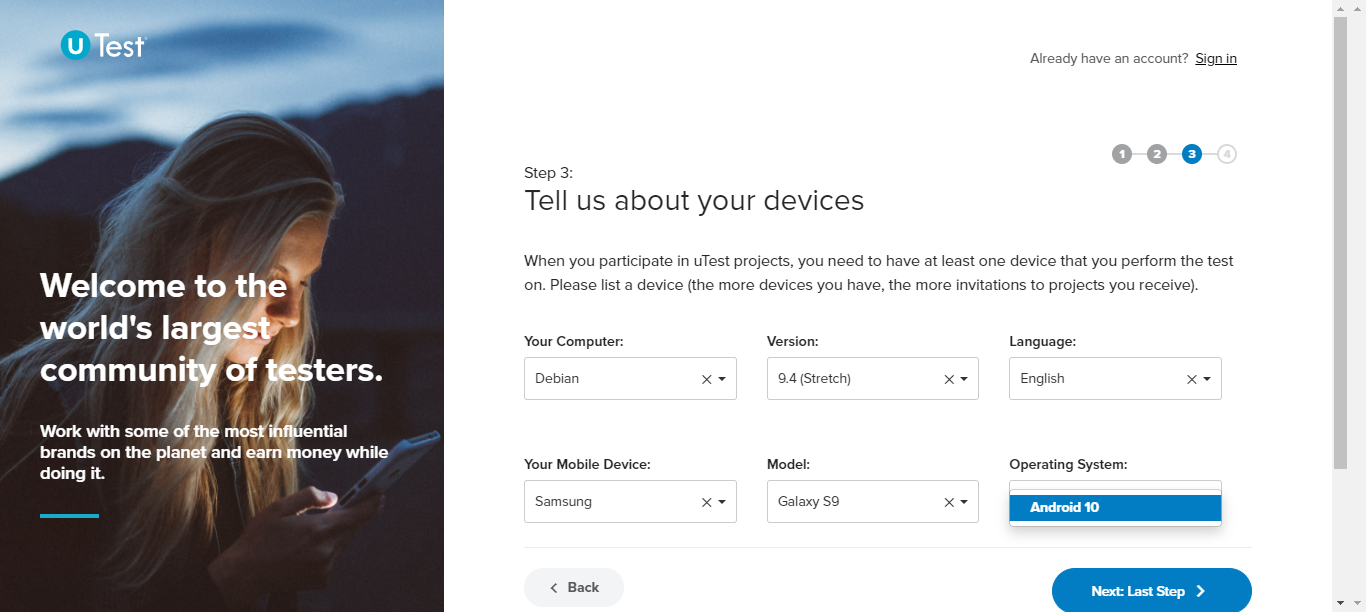 U Test
Already have an account? Sign in
1 2 3 4
Step 3:
Tell us about your devices
When you participate in uTest projects, you need to have at least one device that you perform the test
on. Please list a device (the more devices you have, the more invitations to projects you receive).
Welcome to the
world's largest
community of testers.
Work with some of the most influential
brands on the planet and earn money while
doing it.
Your Computer: Version: Language:
Debian 9.4 (Stretch) English
Your Mobile Device: Model: Operating System:
Samsung Galaxy S9 Android 10
Back Next: Last Step